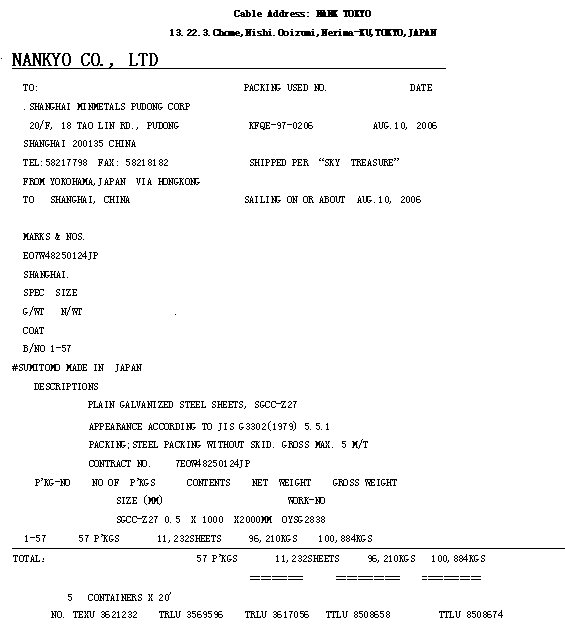 Cable Address: HANK TOKYO
13.22.3.Chome,Nishi.Ooizumi,Nerima-KU,TOKYO,JAPAN
NANKYO CO., LTD
TO: PACKING USED NO. DATE
.SHANGHAI MINMETALS PUDONG CORP
20/F, 18 TAO LIN RD., PUDONG KFQE-97-0206 AUG.10, 2006
SHANGHAI 200135 CHINA
TEL:58217798 FAX: 58218182 SHIPPED PER “SKY TREASURE”
FROM YOKOHAMA,JAPAN VIA HONGKONG
TO SHANGHAI, CHINA SAILING ON OR ABOUT AUG.10, 2006
MARKS & NOS.
EO7W48250124JP
SHANGHAI.
SPEC SIZE
G/WT N/WT .
COAT
B/NO 1-57
#SUMITOMO MADE IN JAPAN
DESCRIPTIONS
PLAIN GALVANIZED STEEL SHEETS, SGCC-Z27
APPEARANCE ACCORDING TO JIS G3302(1979) 5.5.1
PACKING;STEEL PACKING WITHOUT SKID. GROSS MAX. 5 M/T
CONTRACT NO. 7EOW48250124JP
P’KG-NO NO OF P’KGS CONTENTS NET WEIGHT GROSS WEIGHT
SIZE (MM) WORK-NO
SGCC-Z27 0.5 X 1000 X2000MM OYSG2838
1-57 57 P’KGS 11,232SHEETS 96,210KGS 100,884KGS
TOTAL: 57 P’KGS 11,232SHEETS 96,210KGS 100,884KGS
======== ========= ========
5 CONTAINERS X 20’
NO. TEXU 3621232 TRLU 3569596 TRLU 3617056 TTLU 8508658 TTLU 8508674